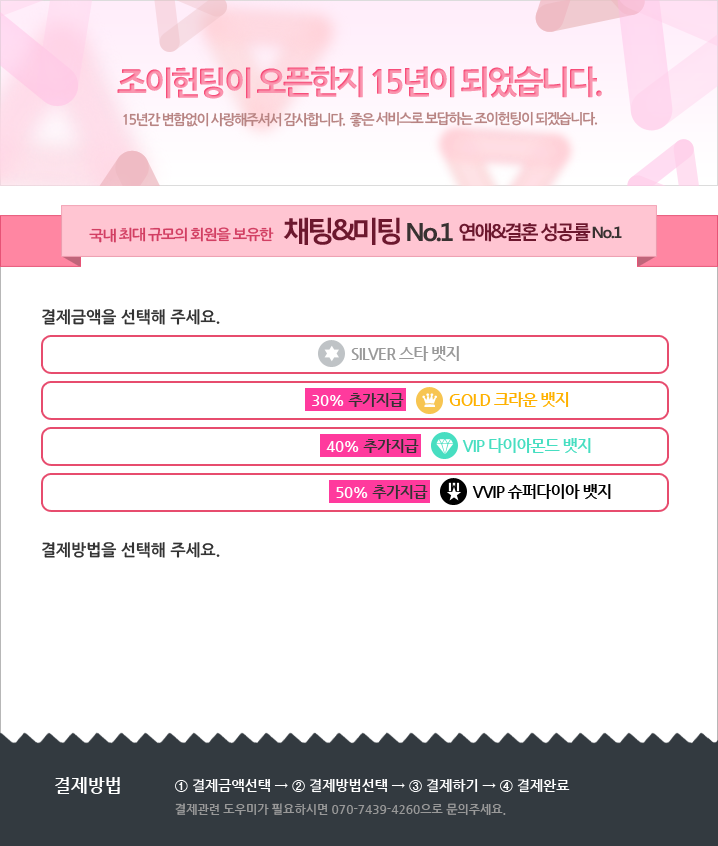 조이헌팅이 오픈한지 15년이 되었습니다.
15년간 변함없이 사랑해주셔서 감사합니다. 좋은 서비스로 보답하는 조이헌팅이 되겠습니다.
국내 최대 규모의 회원을 보유한 채팅&미팅 No.1 연애&결혼 성공률 No.1
결제금액을 선택해 주세요.
SILVER 스타 뱃지
30% 추가지급 GOLD 크라운 뱃지
40% 추가지급 VIP 다이아몬드 뱃지
50% 추가지급 VVIP 슈퍼다이아 뱃지
결제방법을 선택해 주세요.
결제방법 ① 결제금액선택 → ② 결제방법선택 → ③ 결제하기 → ④ 결제완료
결제관련 도우미가 필요하시면 070-7439-4260으로 문의주세요.